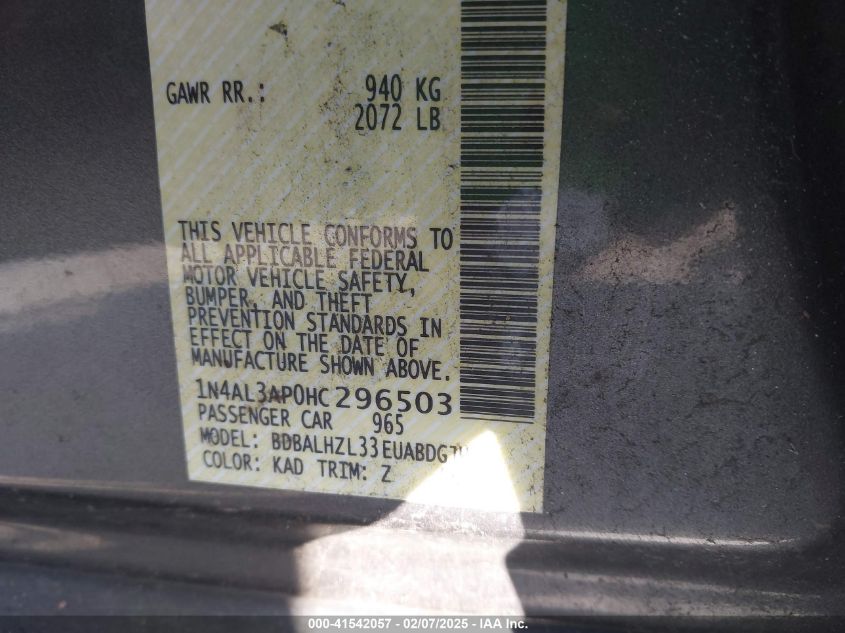 GAWR RR.: 940 KG
2072 LB
THIS VEHICLE CONFORMS TO
ALL APPLICABLE FEDERAL
MOTOR VEHICLE SAFETY,
BUMPER, AND THEFT
PREVENTION STANDARDS IN
EFFECT ON THE DATE OF
MANUFACTURE SHOWN ABOVE.
1N4AL3AP0HC296503
PASSENGER CAR 965
MODEL:
COLOR: KAD TRIM: Z
000-41542057 - 02/07/2025 - IAA Inc.